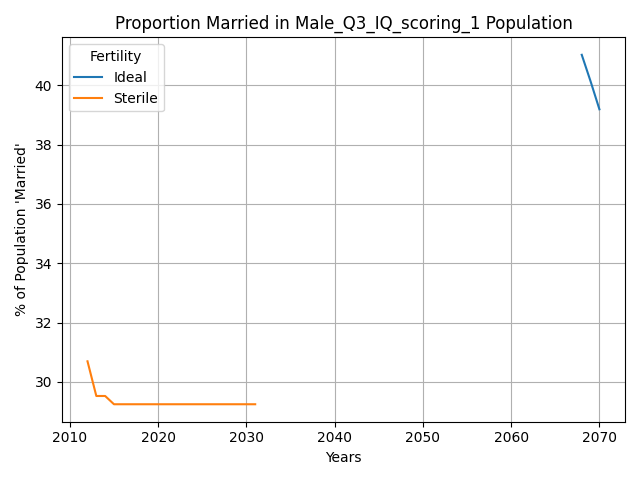 Proportion Married in Male_Q3_IQ_scoring_1 Population
Fertility
Ideal
Sterile
% of Population 'Married'
40
38
36
34
32
30
2010 2020 2030 2040 2050 2060 2070
Years